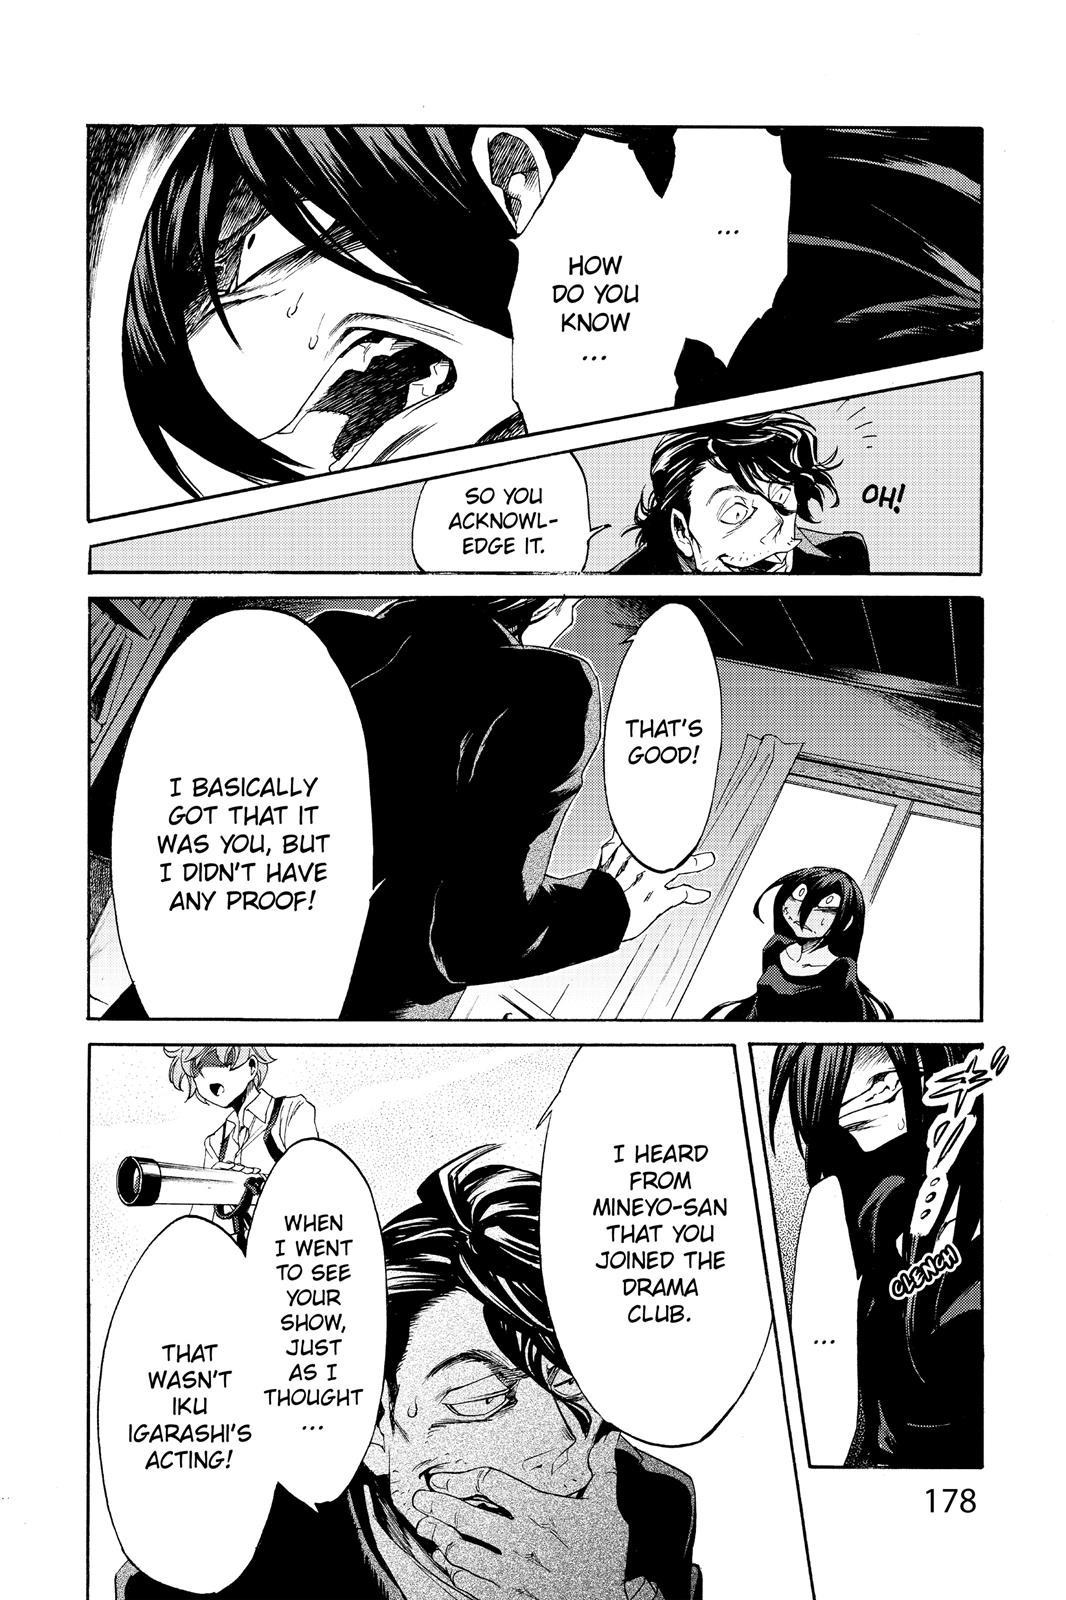 ...
HOW
DO YOU
KNOW
...
OH!
SO YOU
ACKNOWL-
EDGE IT.
THAT'S
GOOD!
I BASICALLY
GOT THAT IT
WAS YOU, BUT
I DIDN'T HAVE
ANY PROOF!
CLENCH
...
I HEARD
FROM
MINEYO-SAN
THAT YOU
JOINED THE
DRAMA
CLUB.
WHEN
I WENT
TO SEE
YOUR
SHOW,
JUST
AS I
THOUGHT
...
THAT
WASN'T
IKU
IGARASHI'S
ACTING!
178